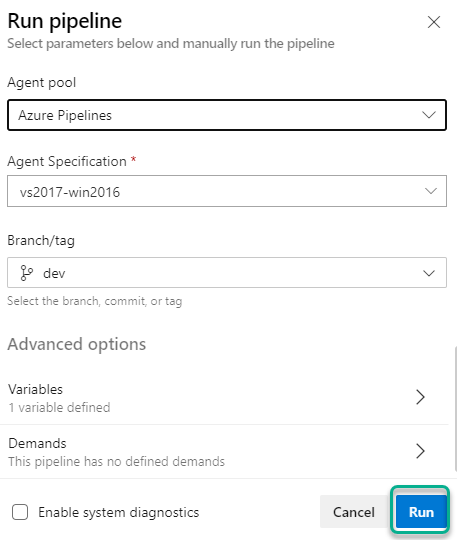 Run pipeline
Select parameters below and manually run the pipeline
Agent pool
Azure Pipelines
Agent Specification *
vs2017-win2016
Branch/tag
dev
Select the branch, commit, or tag
Advanced options
Variables
1 variable defined
Demands
This pipeline has no defined demands
Enable system diagnostics
Cancel
Run